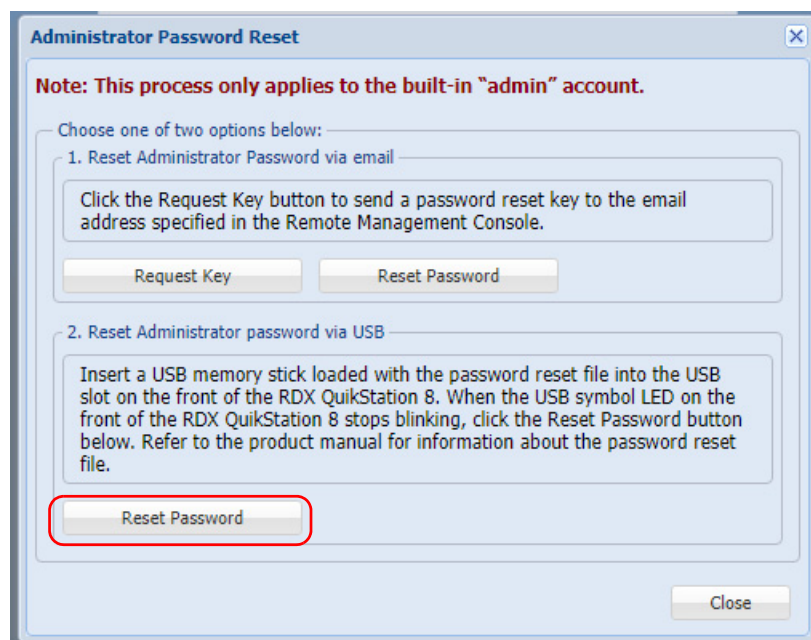 Administrator Password Reset
Note: This process only applies to the built-in “admin” account.
Choose one of two options below:
1. Reset Administrator Password via email
Click the Request Key button to send a password reset key to the email
address specified in the Remote Management Console.
Request Key
Reset Password
2. Reset Administrator password via USB
Insert a USB memory stick loaded with the password reset file into the USB
slot on the front of the RDX QuikStation 8. When the USB symbol LED on the
front of the RDX QuikStation 8 stops blinking, click the Reset Password button
below. Refer to the product manual for information about the password reset
file.
Reset Password
Close